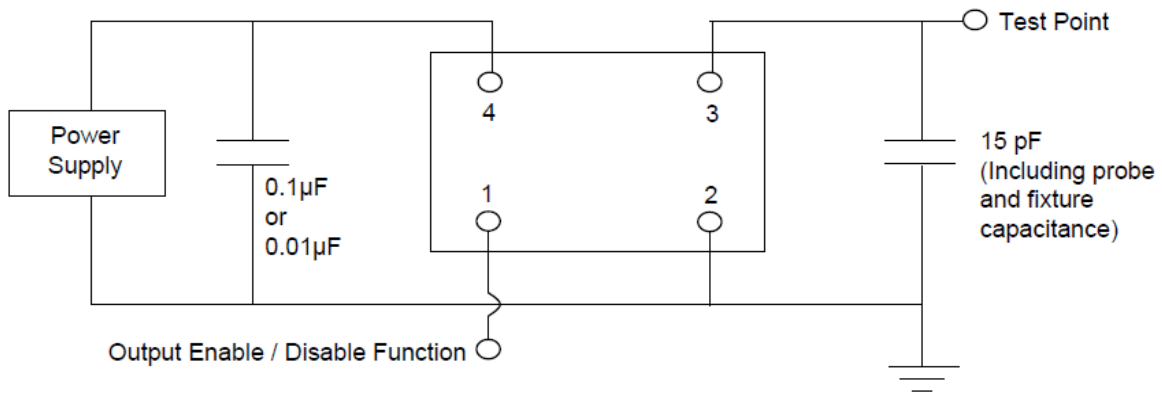 Test Point
4
3
Power
Supply
15 pF
(Including probe
and fixture
capacitance)
0.1µF
or
0.01µF
1
2
Output Enable / Disable Function